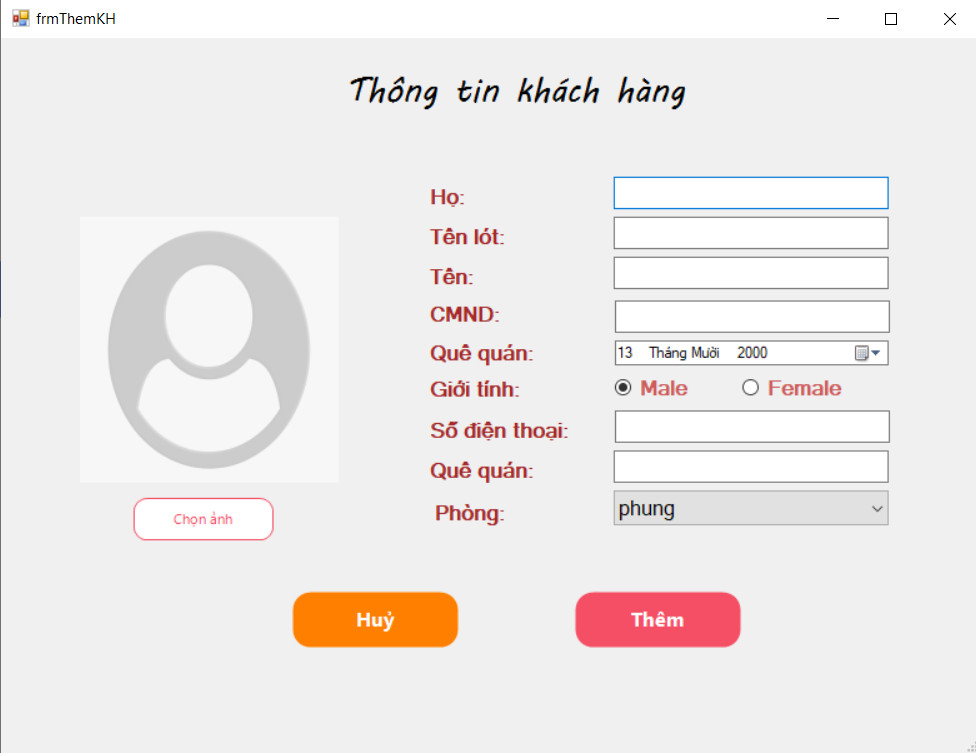 frmThemKH
Thông tin khách hàng
Họ:
Tên lót:
Tên:
CMND:
Quê quán: 13 Tháng Mười 2000
Giới tính: Male Female
Số điện thoại:
Quê quán:
Phòng: phung
Chọn ảnh
Huỷ Thêm